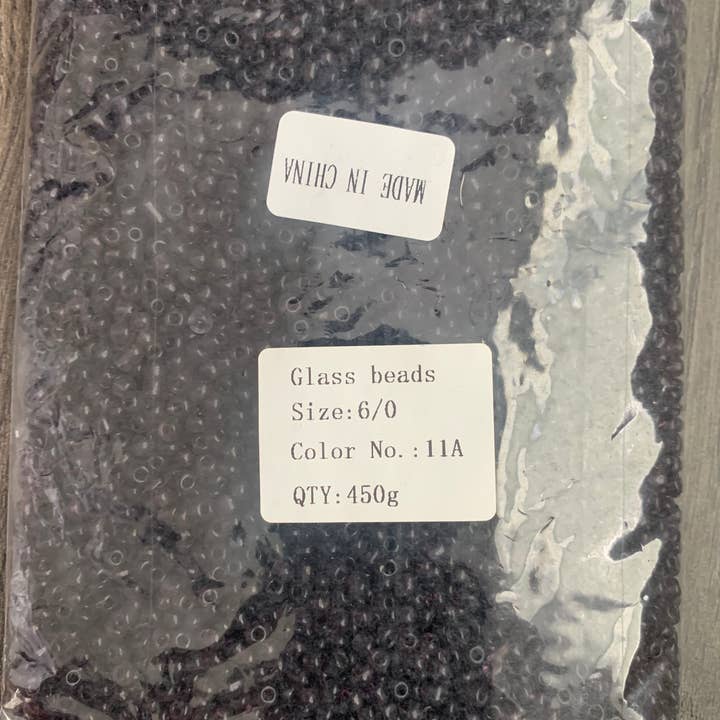 MADE IN CHINA
Glass beads
Size:6/0
Color No.:11A
QTY:450g